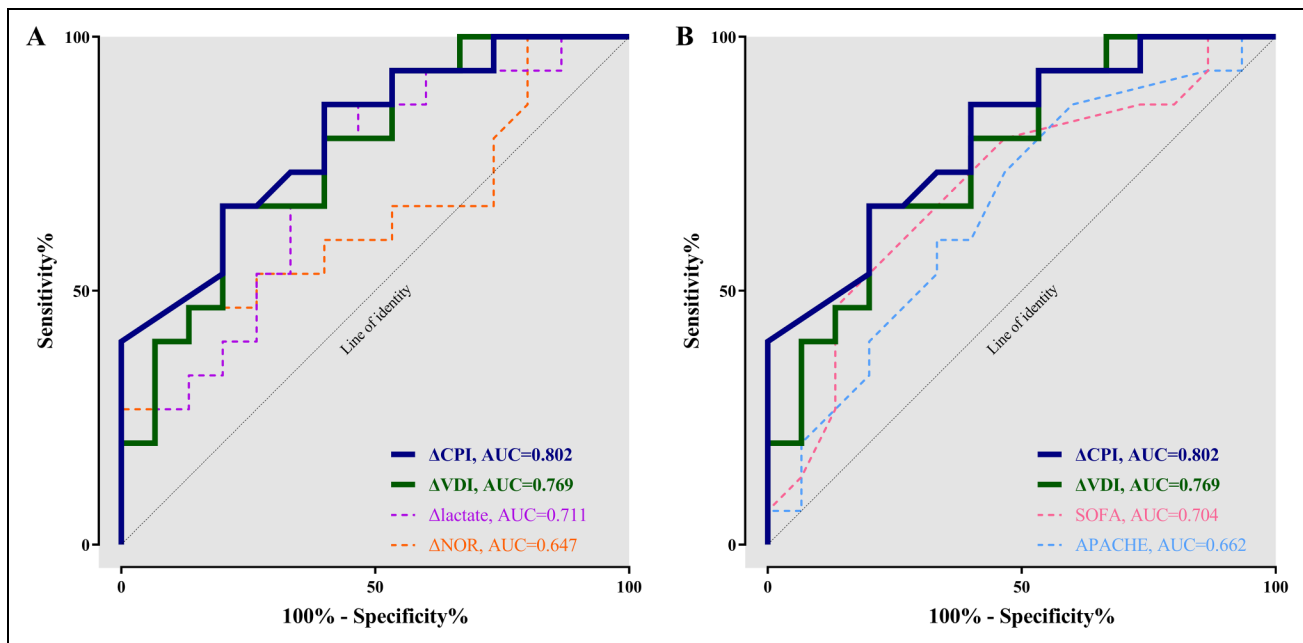 A
100
50
0
Sensitivity%
Line of identity
ΔCPI, AUC=0.802
ΔVDI, AUC=0.769
Δlactate, AUC=0.711
ΔNOR, AUC=0.647
0
50
100
100% - Specificity%
B
100
50
0
Sensitivity%
Line of identity
ΔCPI, AUC=0.802
ΔVDI, AUC=0.769
SOFA, AUC=0.704
APACHE, AUC=0.662
0
50
100
100% - Specificity%